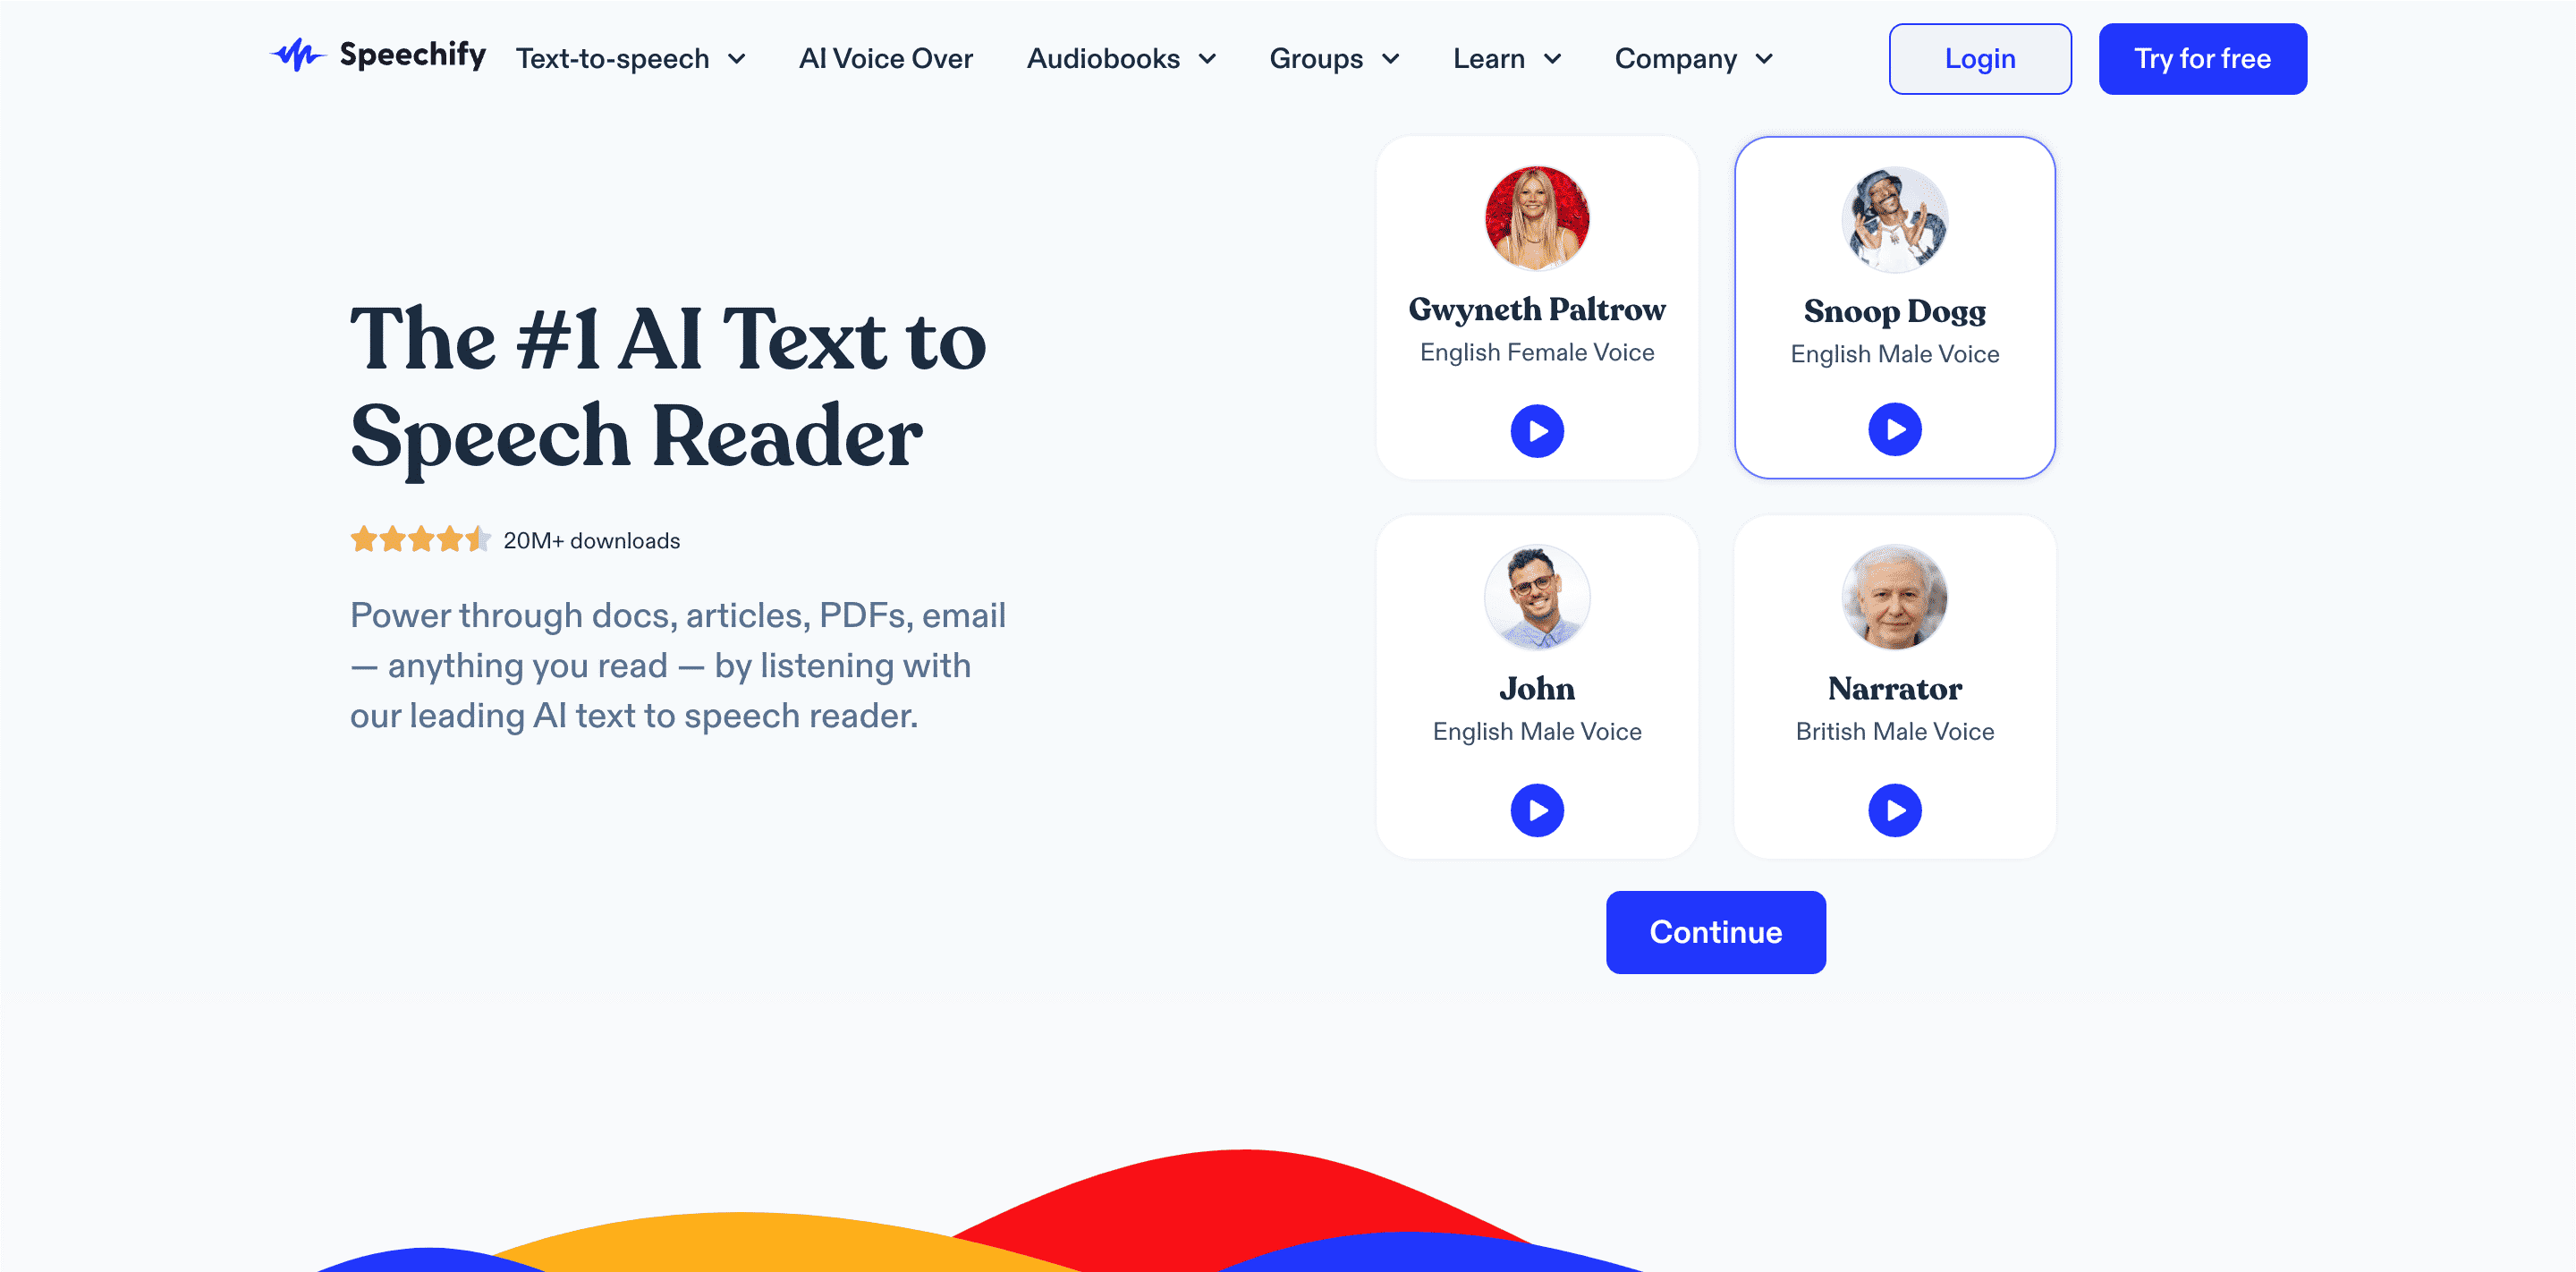 Speechify
Text-to-speech
AI Voice Over
Audiobooks
Groups
Learn
Company
Login
Try for free
The #1 AI Text to
Speech Reader
20M+ downloads
Power through docs, articles, PDFs, email
— anything you read — by listening with
our leading AI text to speech reader.
Gwyneth Paltrow
English Female Voice
Snoop Dogg
English Male Voice
John
English Male Voice
Narrator
British Male Voice
Continue